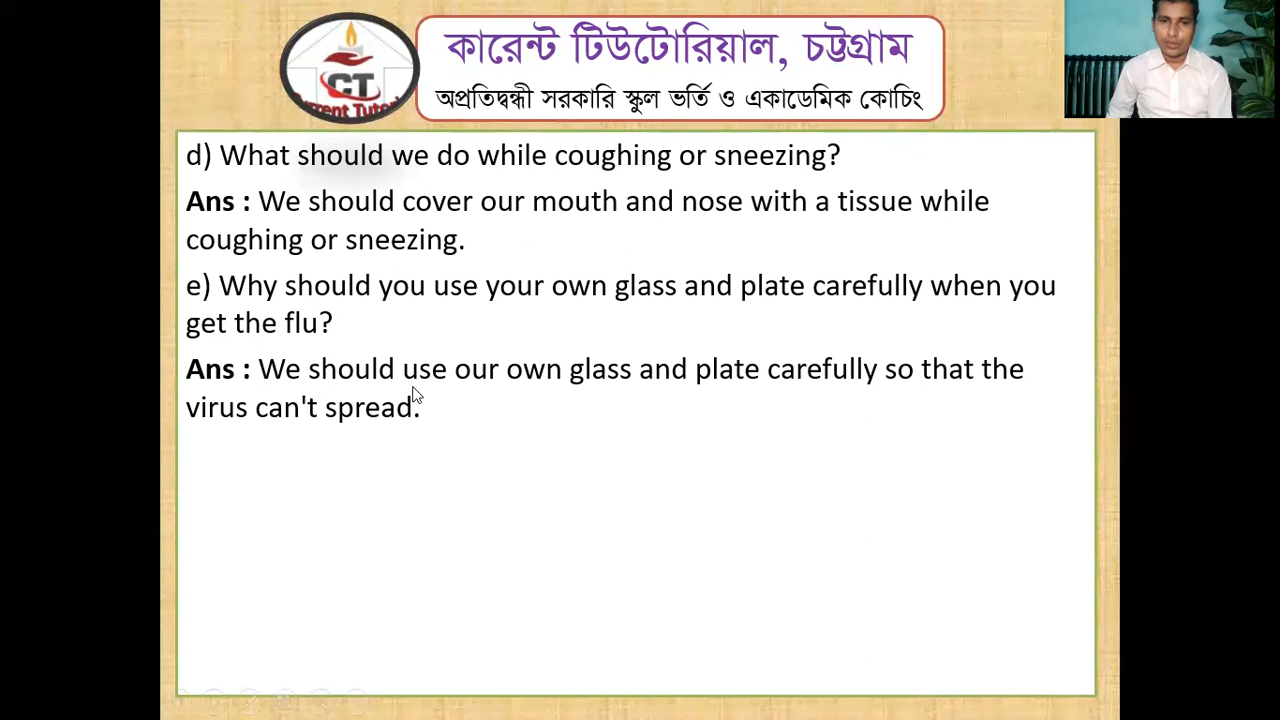 কারেন্ট টিউটোরিয়াল, চট্টগ্রাম
অপ্রতিদ্বন্দ্বী সরকারি স্কুল ভর্তি ও একাডেমিক কোচিং
CT
Current Tutori
d) What should we do while coughing or sneezing?
Ans : We should cover our mouth and nose with a tissue while
coughing or sneezing.
e) Why should you use your own glass and plate carefully when you
get the flu?
Ans : We should use our own glass and plate carefully so that the
virus can't spread.